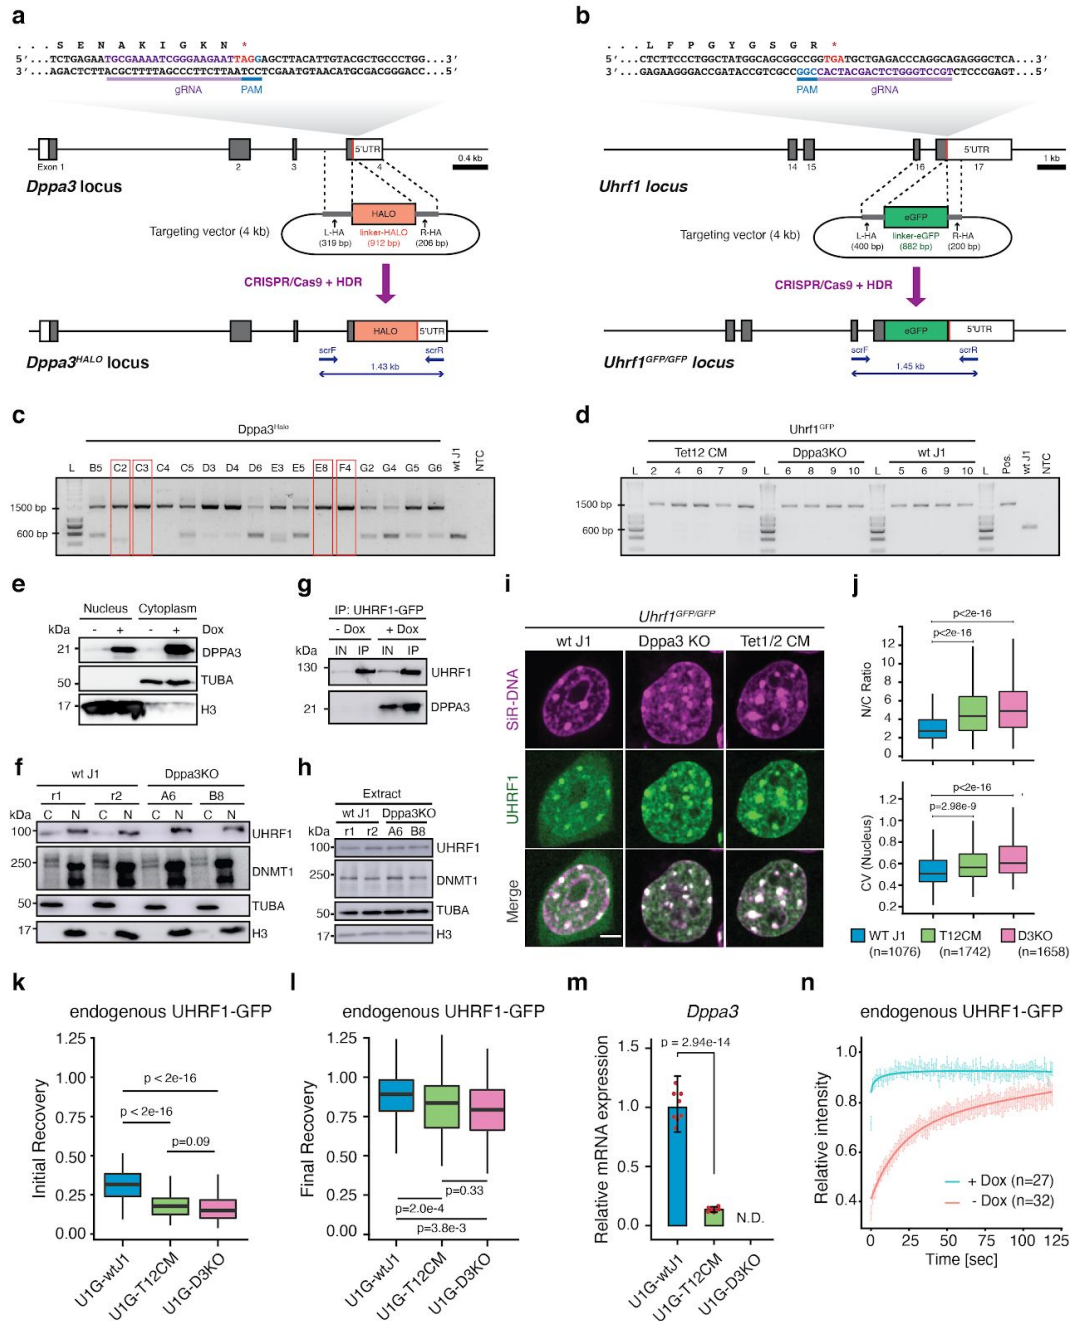 a
. . . S E N A K I G K N *
5'...TCTGAGAATGCGAAAATCGGGAAGAATTAGGAGCTTACATTGTACGCTGCCCTGG...3'
3'...AGACTCTTACGCTTTTAGCCCTTCTTAATCCTCGAATGTAACATGCGACGGGACC...5'
gRNA
PAM
5'UTR
Exon 1
2
3
4
0.4 kb
Dppa3 locus
HALO
Targeting vector (4 kb)
L-HA
(319 bp)
linker-HALO
(912 bp)
R-HA
(206 bp)
CRISPR/Cas9 + HDR
HALO
5'UTR
scrF
scrR
1.43 kb
Dppa3HALO locus
b
. . . L F P G Y G S G R *
5'...CTCTTCCCTGGCTATGGCAGCGGCCGGTGATGCTGAGACCCAGGCAGAGGGCTCA...3'
3'...GAGAAGGGACCGATACCGTCGCCGGCCACTACGACTCTGGGTCCGTCTCCCGAGT...5'
PAM
gRNA
5'UTR
14
15
16
17
1 kb
Uhrf1 locus
eGFP
Targeting vector (4 kb)
L-HA
(400 bp)
linker-eGFP
(882 bp)
R-HA
(200 bp)
CRISPR/Cas9 + HDR
eGFP
5'UTR
scrF
scrR
1.45 kb
Uhrf1GFP/GFP locus
c
Dppa3Halo
L B5 C2 C3 C4 C5 D3 D4 D6 E3 E5 E8 F4 G2 G4 G5 G6 wt J1 NTC
1500 bp
600 bp
d
Uhrf1GFP
Tet12 CM Dppa3KO wt J1
L 2 4 6 7 9 L 6 8 9 10 L 5 6 9 10 L Pos. wt J1 NTC
1500 bp
600 bp
e
Nucleus Cytoplasm
kDa - + - + Dox
21 DPPA3
50 TUBA
17 H3
g
IP: UHRF1-GFP
- Dox + Dox
kDa IN IP IN IP
130 UHRF1
21 DPPA3
f
wt J1 Dppa3KO
r1 r2 A6 B8
kDa C N C N C N C N
100 UHRF1
250 DNMT1
50 TUBA
17 H3
h
Extract
wt J1 Dppa3KO
kDa r1 r2 A6 B8
100 UHRF1
250 DNMT1
50 TUBA
17 H3
i
Uhrf1GFP/GFP
wt J1 Dppa3 KO Tet1/2 CM
SiR-DNA
UHRF1
Merge
j
p<2e-16
p<2e-16
N/C Ratio
12
10
8
6
4
2
0
p<2e-16
p=2.98e-9
CV (Nucleus)
1.2
1.0
0.8
0.6
0.4
0.2
WT J1
(n=1076)
T12CM
(n=1742)
D3KO
(n=1658)
k
endogenous UHRF1-GFP
Initial Recovery
1.25
1.00
0.75
0.50
0.25
0.00
p < 2e-16
p < 2e-16
p=0.09
U1G-wtJ1
U1G-T12CM
U1G-D3KO
l
endogenous UHRF1-GFP
Final Recovery
1.25
1.00
0.75
0.50
0.25
0.00
p=0.33
p=2.0e-4
p=3.8e-3
U1G-wtJ1
U1G-T12CM
U1G-D3KO
m
Dppa3
Relative mRNA expression
p = 2.94e-14
1.5
1.0
0.5
0.0
N.D.
U1G-wtJ1
U1G-T12CM
U1G-D3KO
n
endogenous UHRF1-GFP
Relative intensity
1.0
0.8
0.6
0.4
+ Dox (n=27)
- Dox (n=32)
0 25 50 75 100 125
Time [sec]